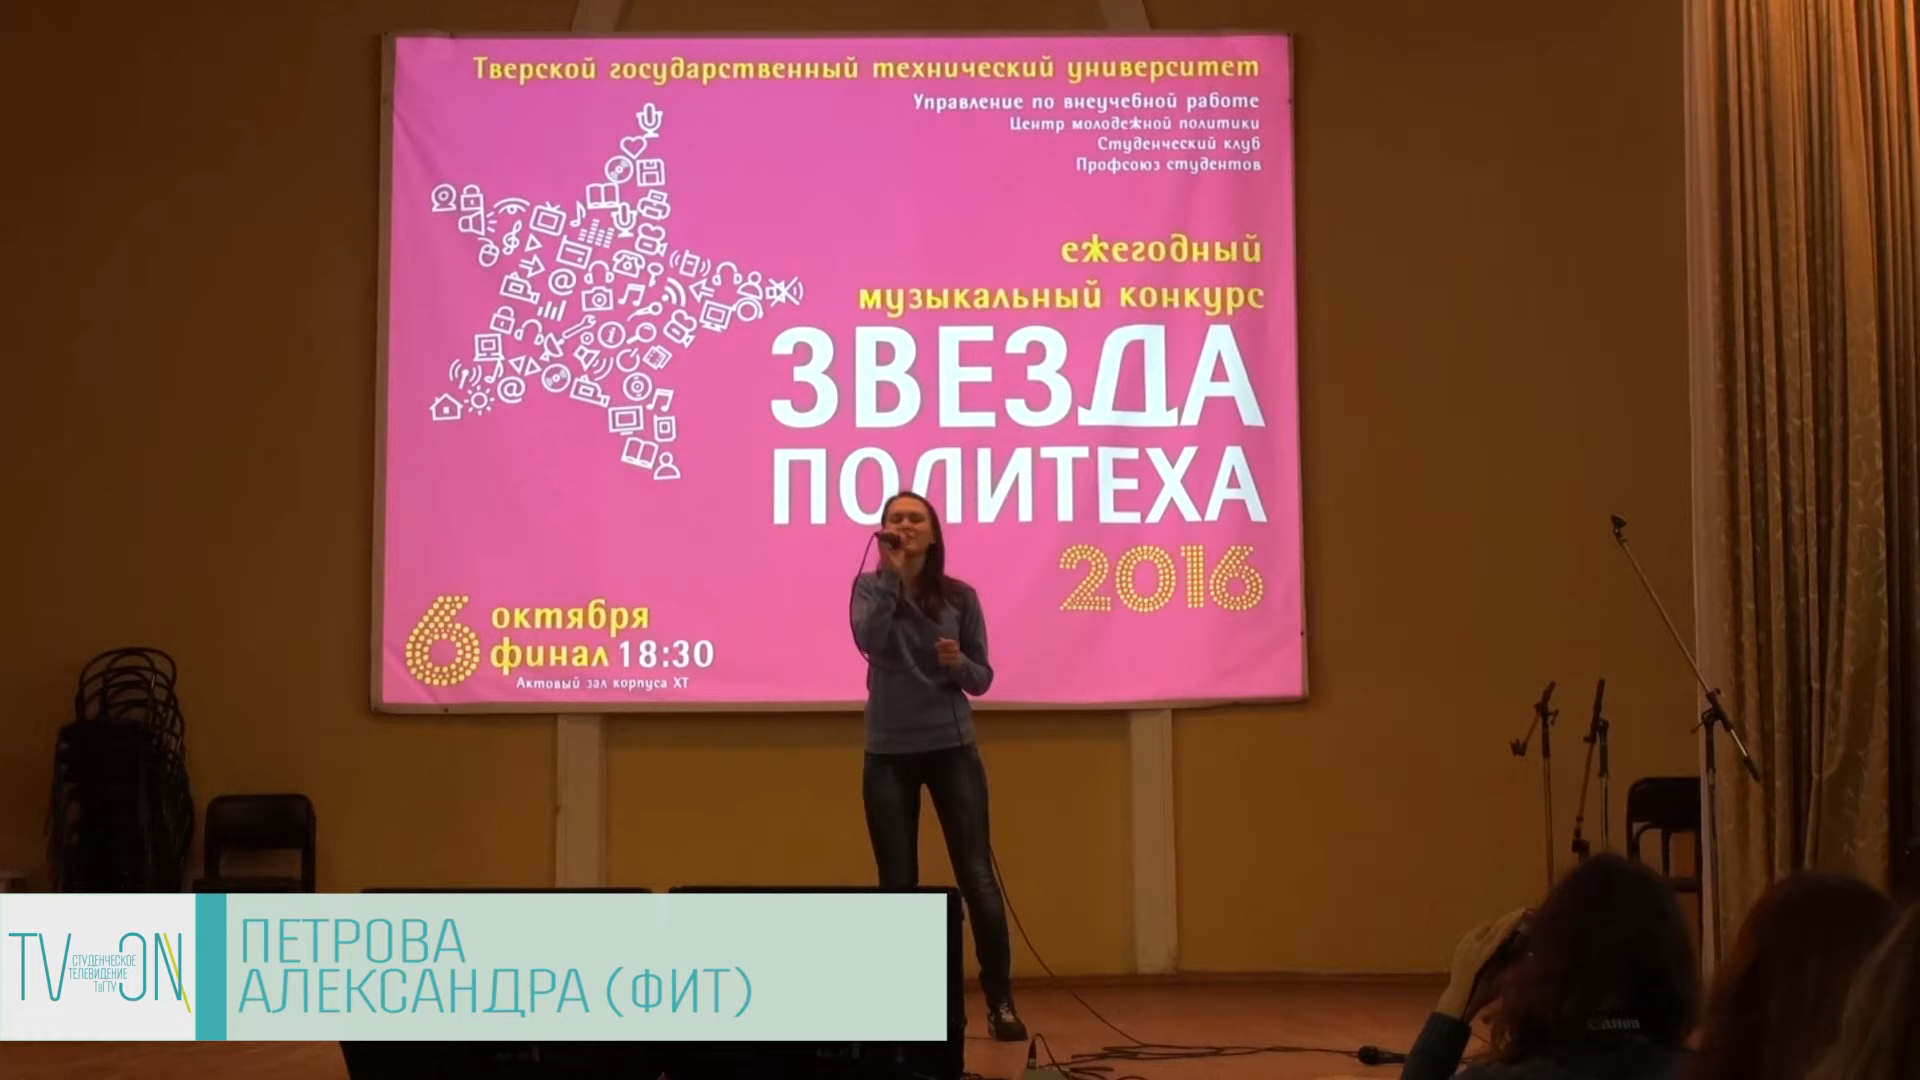 Тверской государственный технический университет
Управление по внеучебной работе
Центр молодежной политики
Студенческий клуб
Профсоюз студентов
ежегодный
музыкальный конкурс
ЗВЕЗДА
ПОЛИТЕХА
2016
6 октября
финал 18:30
Актовый зал корпуса ХТ
TV-ON
СТУДЕНЧЕСКОЕ
ТЕЛЕВИДЕНИЕ
ТвГТУ
ПЕТРОВА
АЛЕКСАНДРА (ФИТ)
Canon